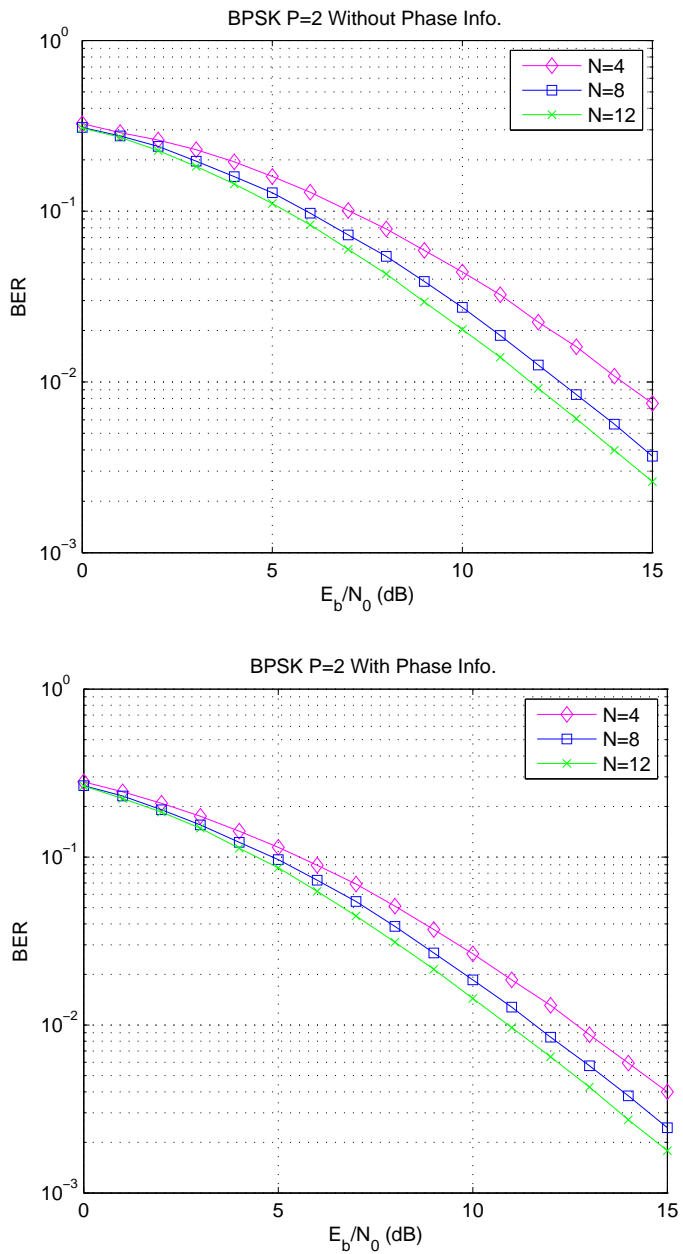 BPSK P=2 Without Phase Info.
10^0
10^-1
10^-2
10^-3
BER
N=4
N=8
N=12
0
5
10
15
E_b/N_0 (dB)
BPSK P=2 With Phase Info.
10^0
10^-1
10^-2
10^-3
BER
N=4
N=8
N=12
0
5
10
15
E_b/N_0 (dB)